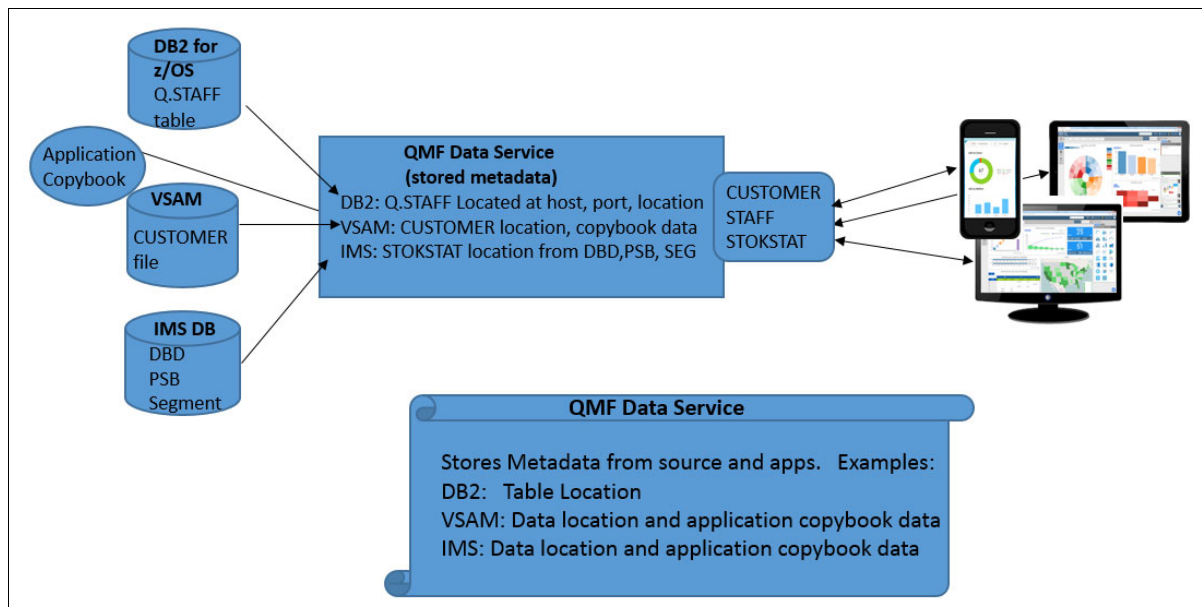 DB2 for
z/OS
Q.STAFF
table
Application
Copybook
VSAM
CUSTOMER
file
IMS DB
DBD
PSB
Segment
QMF Data Service
(stored metadata)
DB2: Q.STAFF Located at host, port, location
VSAM: CUSTOMER location, copybook data
IMS: STOKSTAT location from DBD,PSB, SEG
CUSTOMER
STAFF
STOKSTAT
QMF Data Service
Stores Metadata from source and apps. Examples:
DB2: Table Location
VSAM: Data location and application copybook data
IMS: Data location and application copybook data